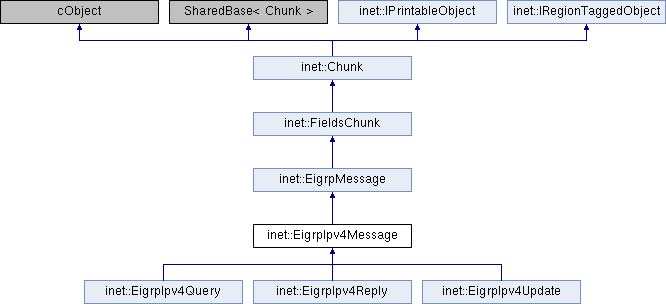 cObject
SharedBase< Chunk >
inet::IPrintableObject
inet::IRegionTaggedObject
inet::Chunk
inet::FieldsChunk
inet::EigrpMessage
inet::EigrpIpv4Message
inet::EigrpIpv4Query
inet::EigrpIpv4Reply
inet::EigrpIpv4Update